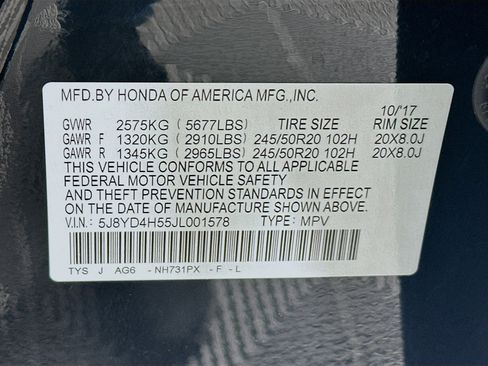 MFD.BY HONDA OF AMERICA MFG.,INC.
10/'17
GVWR 2575KG (5677LBS) TIRE SIZE RIM SIZE
GAWR F 1320KG (2910LBS) 245/50R20 102H 20X8.0J
GAWR R 1345KG (2965LBS) 245/50R20 102H 20X8.0J
THIS VEHICLE CONFORMS TO ALL APPLICABLE
FEDERAL MOTOR VEHICLE SAFETY
AND THEFT PREVENTION STANDARDS IN EFFECT
ON THE DATE OF MANUFACTURE SHOWN ABOVE.
V.I.N.: 5J8YD4H55JL001578 TYPE: MPV
TYS J AG6 -NH731PX -F -L